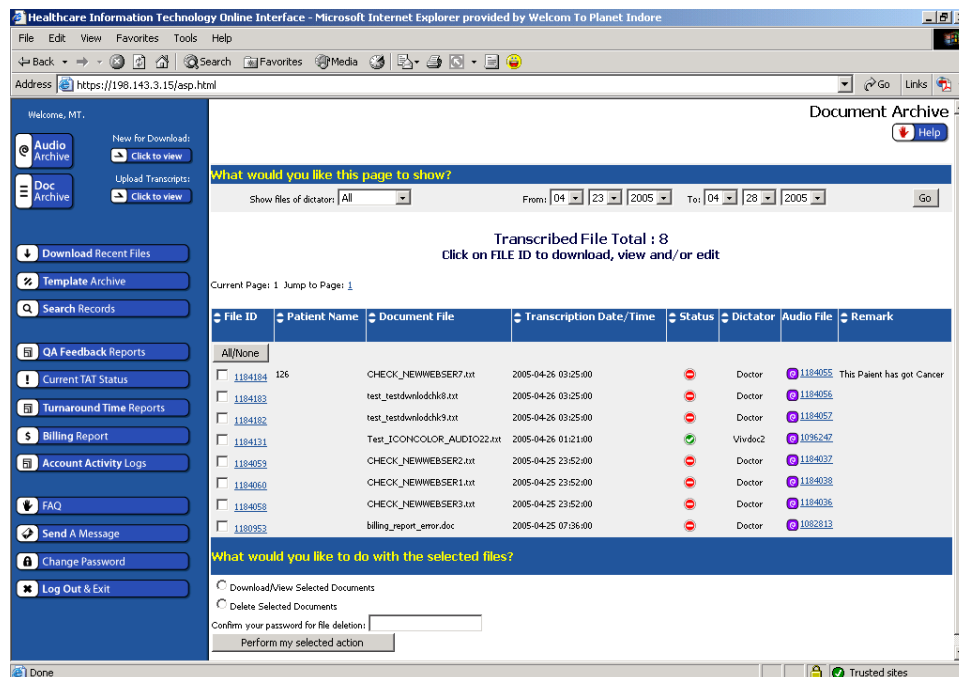 Healthcare Information Technology Online Interface - Microsoft Internet Explorer provided by Welcom To Planet Indore
File Edit View Favorites Tools Help
Back Search Favorites Media
Address https://198.143.3.15/asp.html Go Links
Welcome, MT.
Document Archive
Help
Audio Archive
New for Download:
Click to view
Doc Archive
Upload Transcripts:
Click to view
Download Recent Files
Template Archive
Search Records
QA Feedback Reports
Current TAT Status
Turnaround Time Reports
Billing Report
Account Activity Logs
FAQ
Send A Message
Change Password
Log Out & Exit
What would you like this page to show?
Show files of dictator: All From: 04 23 2005 To: 04 28 2005 Go
Transcribed File Total : 8
Click on FILE ID to download, view and/or edit
Current Page: 1 Jump to Page: 1
File ID Patient Name Document File Transcription Date/Time Status Dictator Audio File Remark
All/None
1184184 126 CHECK_NEWWEBSER7.txt 2005-04-26 03:25:00 Doctor 1184055 This Paient has got Cancer
1184183 test_testdwnlodchk8.txt 2005-04-26 03:25:00 Doctor 1184056
1184182 test_testdwnlodchk9.txt 2005-04-26 03:25:00 Doctor 1184057
1184131 Test_ICONCOLOR_AUDIO22.txt 2005-04-26 01:21:00 Vivdoc2 1096247
1184059 CHECK_NEWWEBSER2.txt 2005-04-25 23:52:00 Doctor 1184037
1184060 CHECK_NEWWEBSER1.txt 2005-04-25 23:52:00 Doctor 1184038
1184058 CHECK_NEWWEBSER3.txt 2005-04-25 23:52:00 Doctor 1184036
1180953 billing_report_error.doc 2005-04-25 07:36:00 Doctor 1082813
What would you like to do with the selected files?
Download/View Selected Documents
Delete Selected Documents
Confirm your password for file deletion:
Perform my selected action
Done Trusted sites